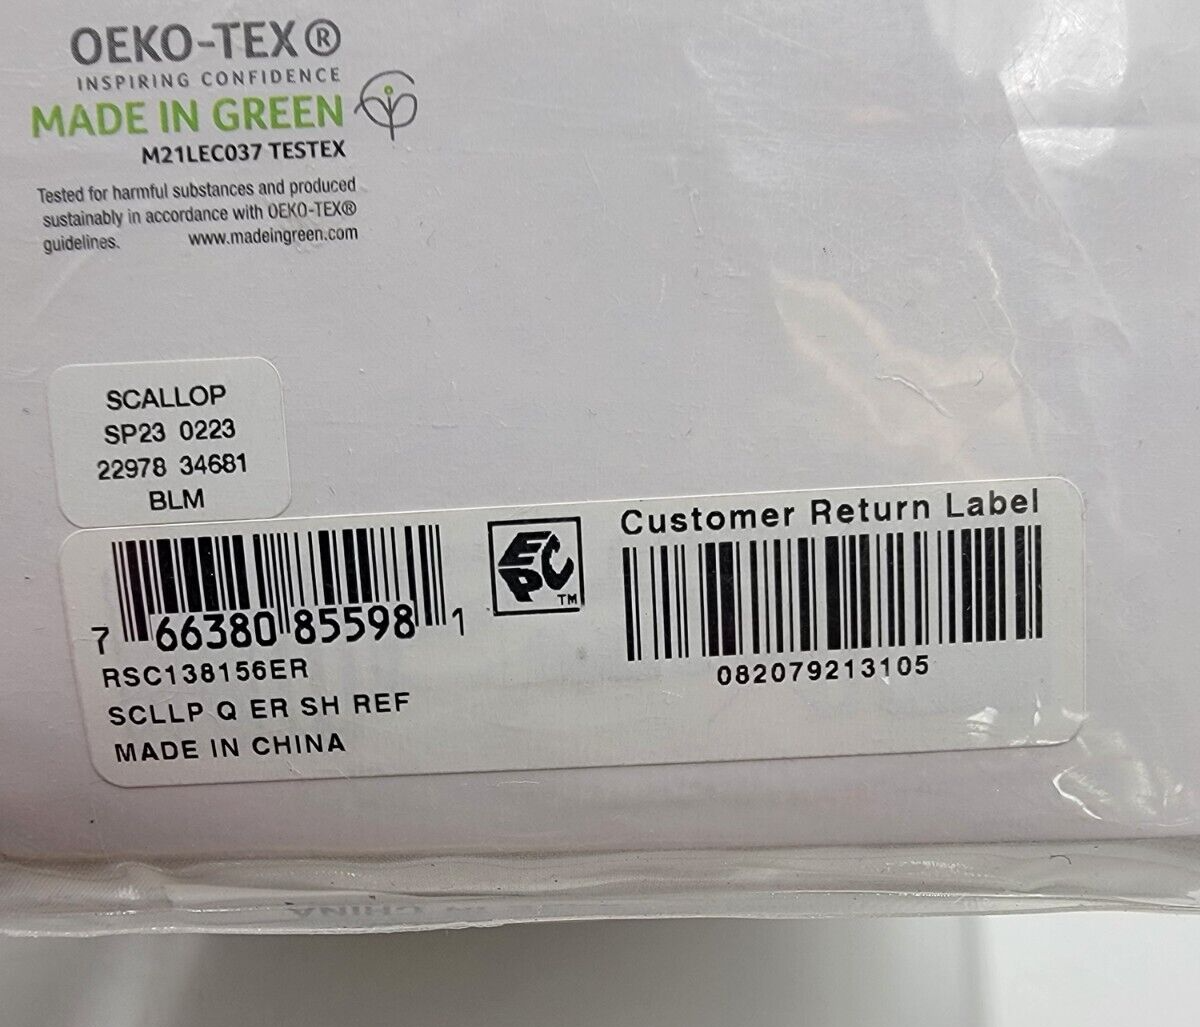 OEKO-TEX®
INSPIRING CONFIDENCE
MADE IN GREEN
M21LEC037 TESTEX
Tested for harmful substances and produced
sustainably in accordance with OEKO-TEX®
guidelines. www.madeingreen.com
SCALLOP
SP23 0223
22978 34681
BLM
7 66380 85598 1
RSC138156ER
SCLLP Q ER SH REF
MADE IN CHINA
EPC TM
Customer Return Label
082079213105